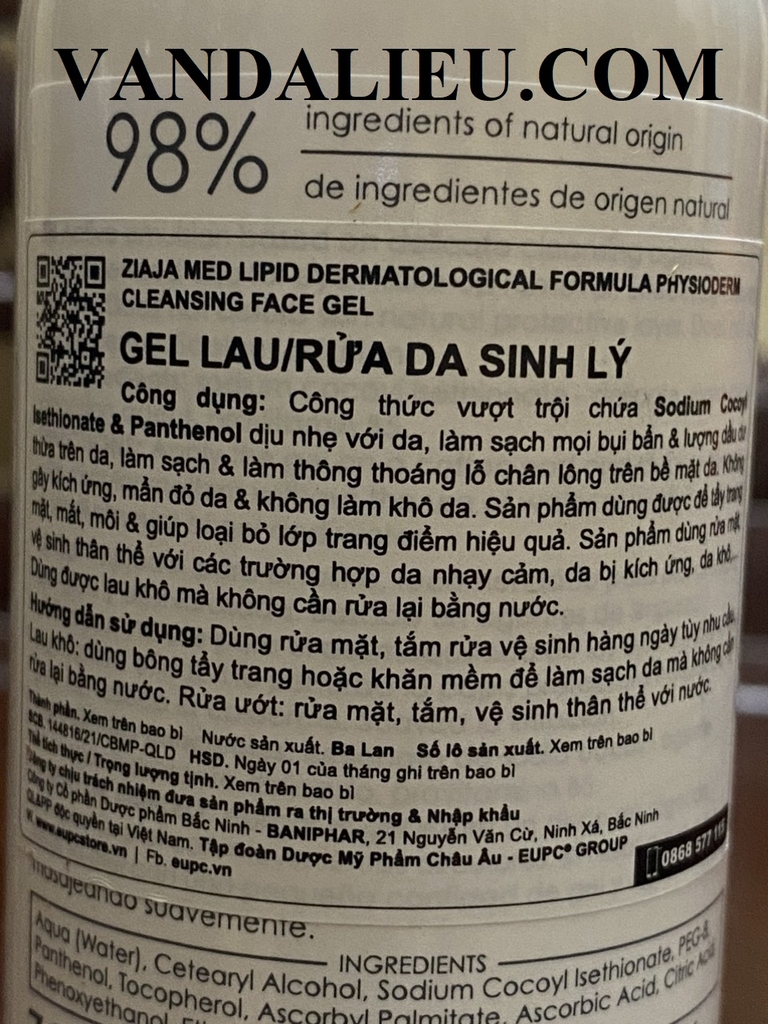 VANDALIEU.COM
98%
ingredients of natural origin
de ingredientes de origen natural
ZIAJA MED LIPID DERMATOLOGICAL FORMULA PHYSIODERM
CLEANSING FACE GEL
GEL LAU/RỬA DA SINH LÝ
Công dụng: Công thức vượt trội chứa Sodium Cocoyl
Isethionate & Panthenol dịu nhẹ với da, làm sạch mọi bụi bẩn & lượng dầu dư
thừa trên da, làm sạch & làm thông thoáng lỗ chân lông trên bề mặt da. Không
gây kích ứng, mẩn đỏ da & không làm khô da. Sản phẩm dùng được để tẩy trang
mặt, mắt, môi & giúp loại bỏ lớp trang điểm hiệu quả. Sản phẩm dùng rửa mặt,
vệ sinh thân thể với các trường hợp da nhạy cảm, da bị kích ứng, da khô...
Dùng được lau khô mà không cần rửa lại bằng nước.
Hướng dẫn sử dụng: Dùng rửa mặt, tắm rửa vệ sinh hàng ngày tùy nhu cầu.
Lau khô: dùng bông tẩy trang hoặc khăn mềm để làm sạch da mà không cần
rửa lại bằng nước. Rửa ướt: rửa mặt, tắm, vệ sinh thân thể với nước.
Thành phần. Xem trên bao bì Nước sản xuất. Ba Lan Số lô sản xuất. Xem trên bao bì
SCB. 144816/21/CBMP-QLD HSD. Ngày 01 của tháng ghi trên bao bì
Thể tích thực / Trọng lượng tịnh. Xem trên bao bì
Công ty chịu trách nhiệm đưa sản phẩm ra thị trường & Nhập khẩu
Công ty Cổ phần Dược phẩm Bắc Ninh - BANIPHAR, 21 Nguyễn Văn Cừ, Ninh Xá, Bắc Ninh
độc quyền tại Việt Nam. Tập đoàn Dược Mỹ Phẩm Châu Âu - EUPC® GROUP
www.eupcstore.vn | Fb. eupc.vn
0868 577
masajeando suavemente.
INGREDIENTS
Aqua (Water), Cetearyl Alcohol, Sodium Cocoyl Isethionate, PEG-8,
Panthenol, Tocopherol, Ascorbyl Palmitate, Ascorbic Acid, Citric Acid,
Phenoxyethanol,